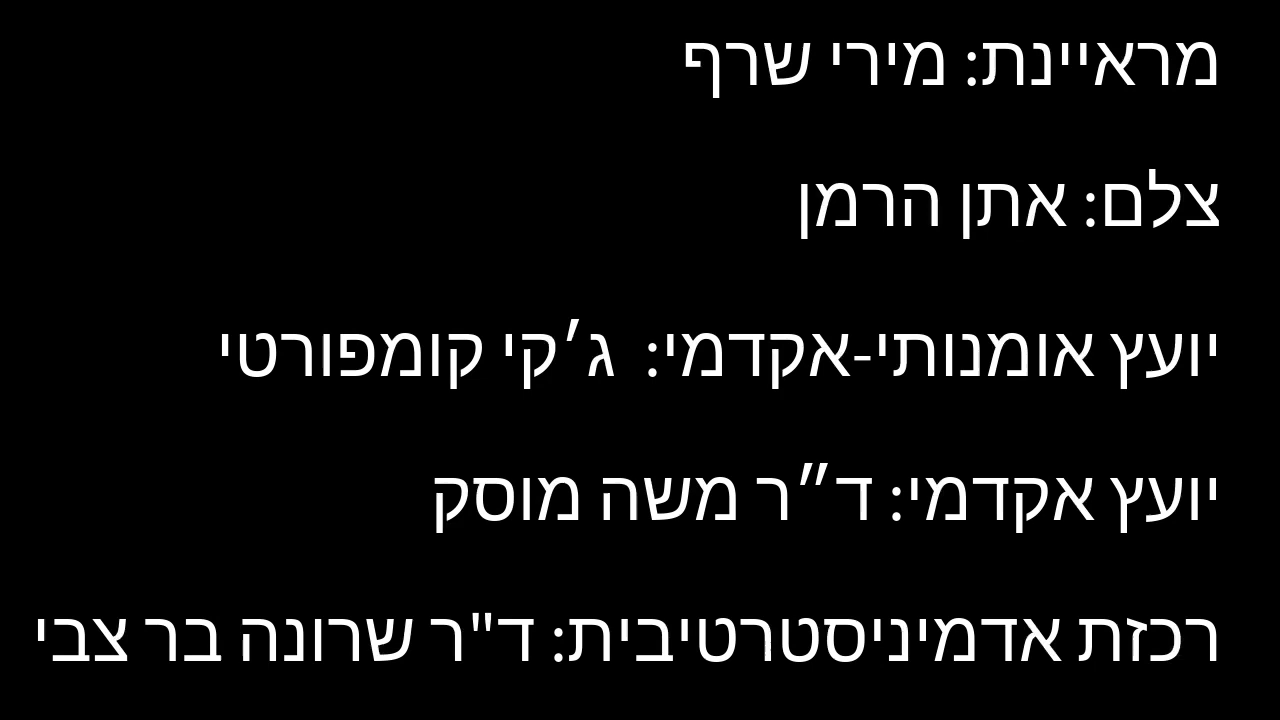 מראיינת: מירי שרף
צלם: אתן הרמן
יועץ אומנותי-אקדמי:  ג׳קי קומפורטי
יועץ אקדמי: ד״ר משה מוסק
רכזת אדמיניסטרטיבית: ד"ר שרונה בר צבי